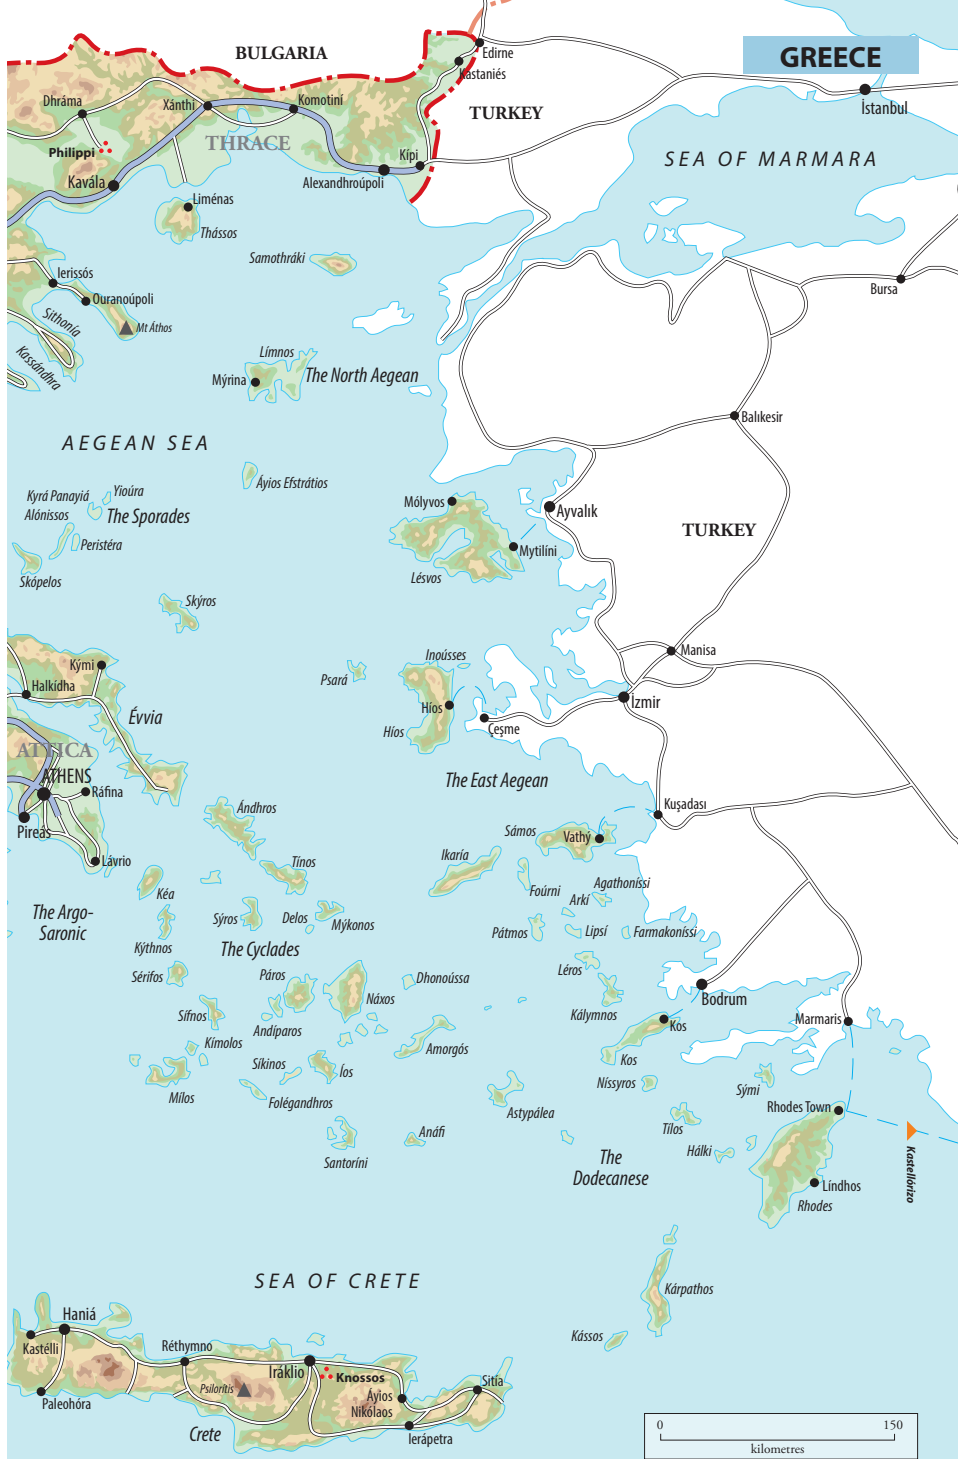 GREECE
BULGARIA
Edirne
Kastaniés
TURKEY
İstanbul
Dhráma
Xánthi
Komotiní
THRACE
Philippi
Kípi
SEA OF MARMARA
Kavála
Alexandhroúpoli
Liménas
Thássos
Samothráki
Ierissós
Ouranoúpoli
Bursa
Sithonía
Mt Áthos
Kassándhra
Límnos
Mýrina
The North Aegean
Balıkesir
AEGEAN SEA
Áyios Efstrátios
Kyrá Panayiá
Yioúra
Alónissos
The Sporades
Peristéra
Skópelos
Mólyvos
Ayvalık
Mytilíni
Lésvos
TURKEY
Skýros
Kými
Halkídha
Évvia
Psará
Inoússes
Manisa
Híos
Híos
İzmir
Çeşme
ATTICA
ATHENS
Ráfina
Pireás
Lávrio
The East Aegean
Kuşadası
Ándhros
Sámos
Vathý
Ikaría
Tínos
Foúrni
Agathoníssi
Arkí
Kéa
The Argo-
Saronic
Sýros
Delos
Mýkonos
Pátmos
Lipsí
Farmakoníssi
Kýthnos
The Cyclades
Sérifos
Páros
Dhonoússa
Léros
Náxos
Bodrum
Sífnos
Andíparos
Kálymnos
Kos
Marmaris
Kímolos
Amorgós
Kos
Síkinos
Íos
Níssyros
Sými
Mílos
Folégandhros
Astypálea
Rhodes Town
Tílos
Anáfi
Santoríni
Hálki
The
Dodecanese
Kastellórizo
Líndhos
Rhodes
SEA OF CRETE
Kárpathos
Kássos
Haniá
Kastélli
Réthymno
Iráklio
Knossos
Sitía
Psilorítis
Áyios
Nikólaos
Paleohóra
Crete
Ierápetra
0 150
kilometres